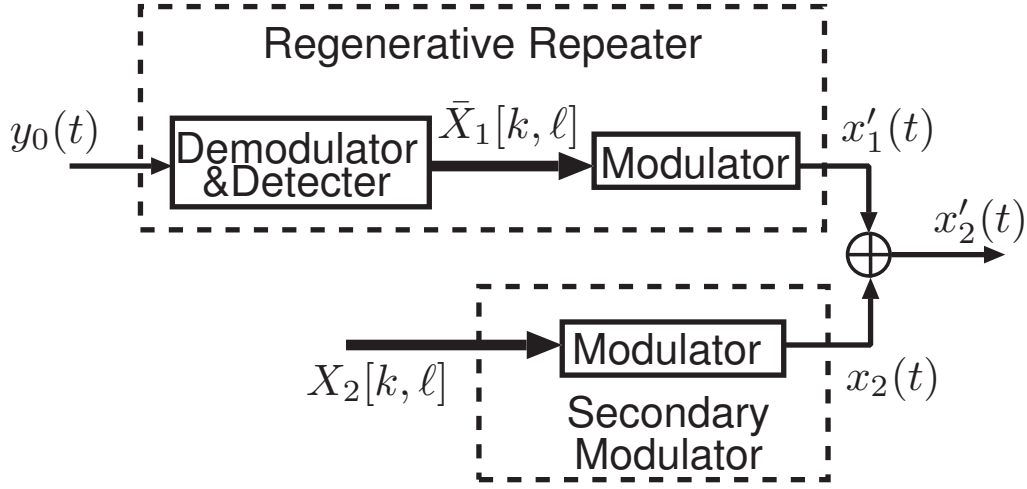 Regenerative Repeater
y₀(t)
Demodulator
&Detecter
X̄₁[k, ℓ]
Modulator
x′₁(t)
x′₂(t)
X₂[k, ℓ]
Modulator
x₂(t)
Secondary
Modulator